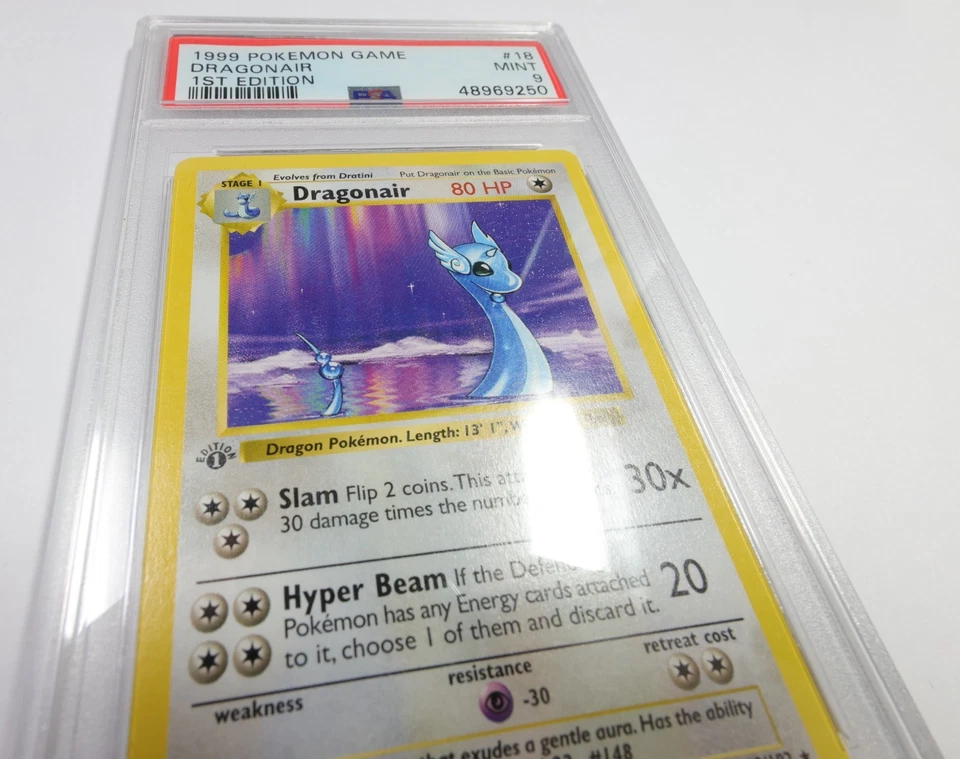 1999 POKEMON GAME #18
DRAGONAIR MINT
1ST EDITION 9
PSA 48969250
STAGE 1 Evolves from Dratini Put Dragonair on the Basic Pokémon
Dragonair 80 HP
EDITION 1
Dragon Pokémon. Length: 13' 1",
Slam Flip 2 coins. This 30x
30 damage times the
Hyper Beam If the 20
Pokémon has any Energy cards attached
to it, choose 1 of them and discard it.
weakness resistance retreat cost
-30
that exudes a gentle aura. Has the ability
#148